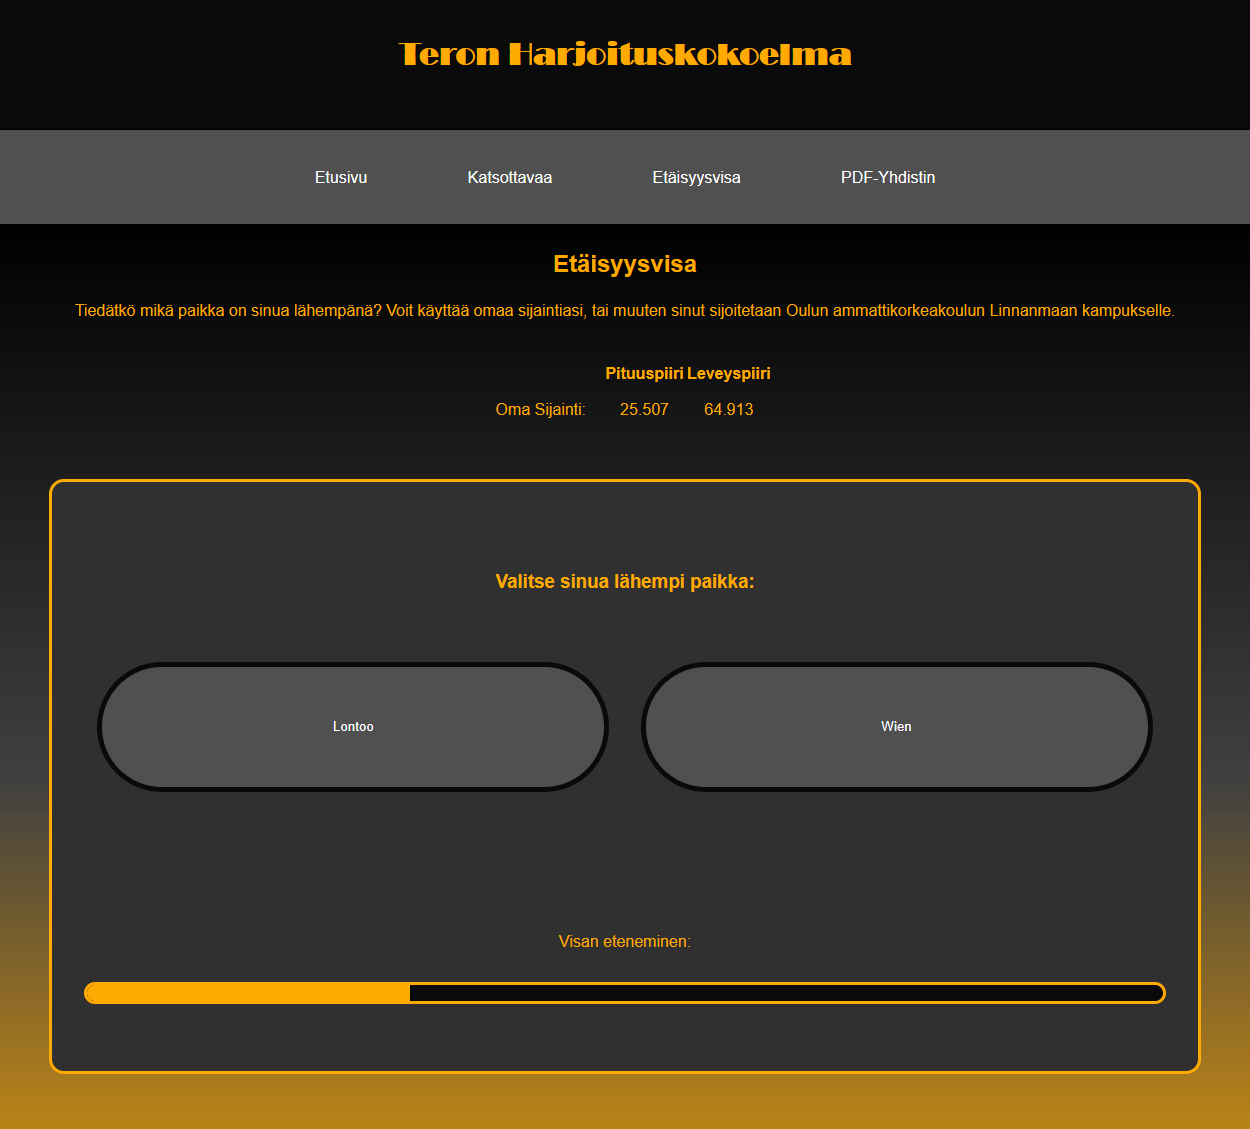 Teron Harjoituskokoelma
Etusivu Katsottavaa Etäisyysvisa PDF-Yhdistin
Etäisyysvisa
Tiedätkö mikä paikka on sinua lähempänä? Voit käyttää omaa sijaintiasi, tai muuten sinut sijoitetaan Oulun ammattikorkeakoulun Linnanmaan kampukselle.
Pituuspiiri Leveyspiiri
Oma Sijainti: 25.507 64.913
Valitse sinua lähempi paikka:
Lontoo Wien
Visan eteneminen: